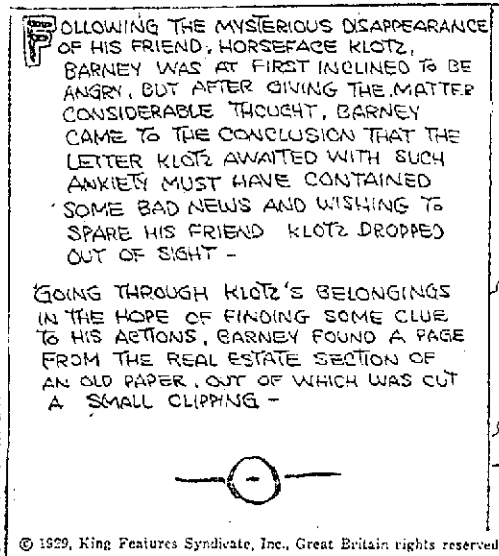 FOLLOWING THE MYSTERIOUS DISAPPEARANCE
OF HIS FRIEND, HORSEFACE KLOTZ,
BARNEY WAS AT FIRST INCLINED TO BE
ANGRY, BUT AFTER GIVING THE MATTER
CONSIDERABLE THOUGHT, BARNEY
CAME TO THE CONCLUSION THAT THE
LETTER KLOTZ AWAITED WITH SUCH
ANXIETY MUST HAVE CONTAINED
SOME BAD NEWS AND WISHING TO
SPARE HIS FRIEND KLOTZ DROPPED
OUT OF SIGHT -
GOING THROUGH KLOTZ'S BELONGINGS
IN THE HOPE OF FINDING SOME CLUE
TO HIS ACTIONS, BARNEY FOUND A PAGE
FROM THE REAL ESTATE SECTION OF
AN OLD PAPER, OUT OF WHICH WAS CUT
A SMALL CLIPPING -
© 1929, King Features Syndicate, Inc., Great Britain rights reserved